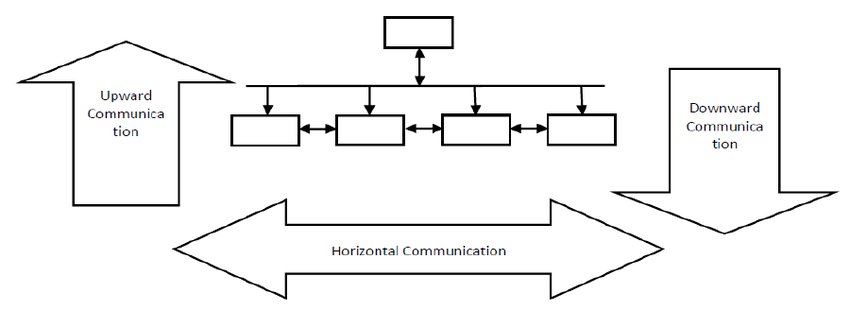 Upward
Communica
tion
Downward
Communica
tion
Horizontal Communication